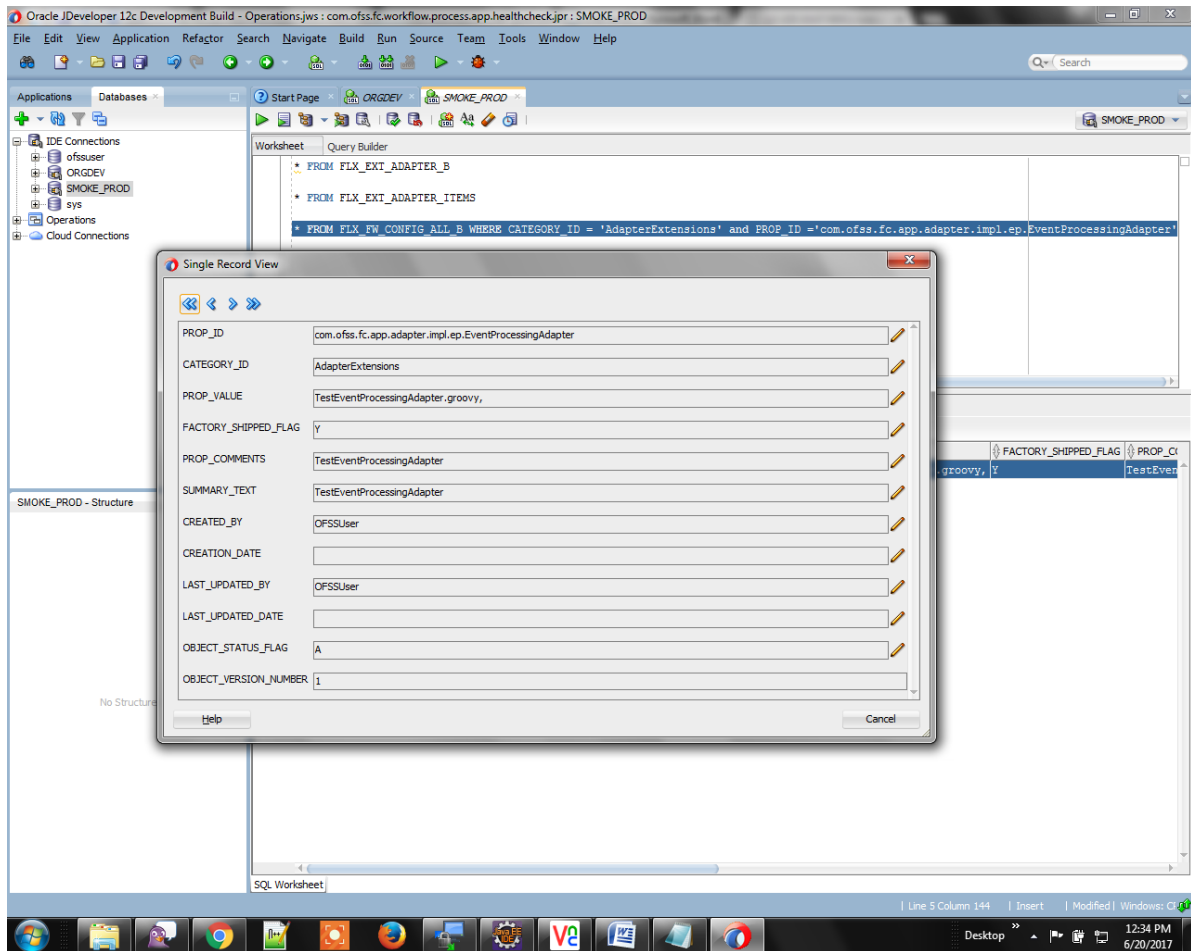 Oracle JDeveloper 12c Development Build - Operations.jws : com.ofss.fc.workflow.process.app.healthcheck.jpr : SMOKE_PROD
File Edit View Application Refactor Search Navigate Build Run Source Team Tools Window Help
Search
Applications Databases
Start Page ORGDEV SMOKE_PROD
SMOKE_PROD
IDE Connections
ofssuser
ORGDEV
SMOKE_PROD
sys
Operations
Cloud Connections
Worksheet Query Builder
* FROM FLX_EXT_ADAPTER_B
* FROM FLX_EXT_ADAPTER_ITEMS
* FROM FLX_FW_CONFIG_ALL_B WHERE CATEGORY_ID = 'AdapterExtensions' and PROP_ID ='com.ofss.fc.app.adapter.impl.ep.EventProcessingAdapter'
Single Record View
PROP_ID com.ofss.fc.app.adapter.impl.ep.EventProcessingAdapter
CATEGORY_ID AdapterExtensions
PROP_VALUE TestEventProcessingAdapter.groovy,
FACTORY_SHIPPED_FLAG Y
PROP_COMMENTS TestEventProcessingAdapter
SUMMARY_TEXT TestEventProcessingAdapter
CREATED_BY OFSSUser
CREATION_DATE
LAST_UPDATED_BY OFSSUser
LAST_UPDATED_DATE
OBJECT_STATUS_FLAG A
OBJECT_VERSION_NUMBER 1
Help Cancel
FACTORY_SHIPPED_FLAG PROP_C
.groovy, Y TestEven
SMOKE_PROD - Structure
No Structure
SQL Worksheet
Line 5 Column 144 Insert Modified Windows:
Desktop
12:34 PM
6/20/2017